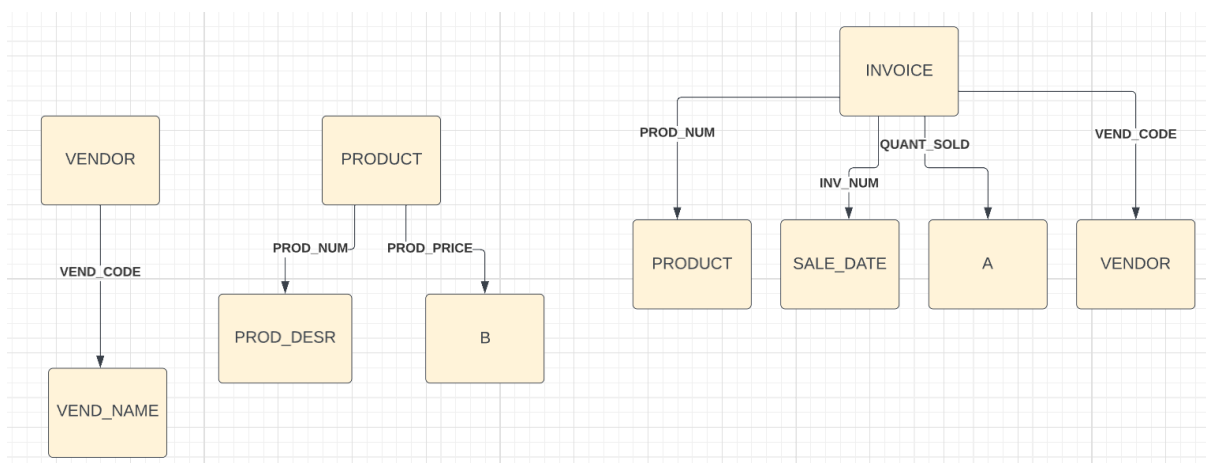 VENDOR
VEND_CODE
VEND_NAME
PRODUCT
PROD_NUM
PROD_PRICE
PROD_DESR
B
INVOICE
PROD_NUM
QUANT_SOLD
VEND_CODE
INV_NUM
PRODUCT
SALE_DATE
A
VENDOR